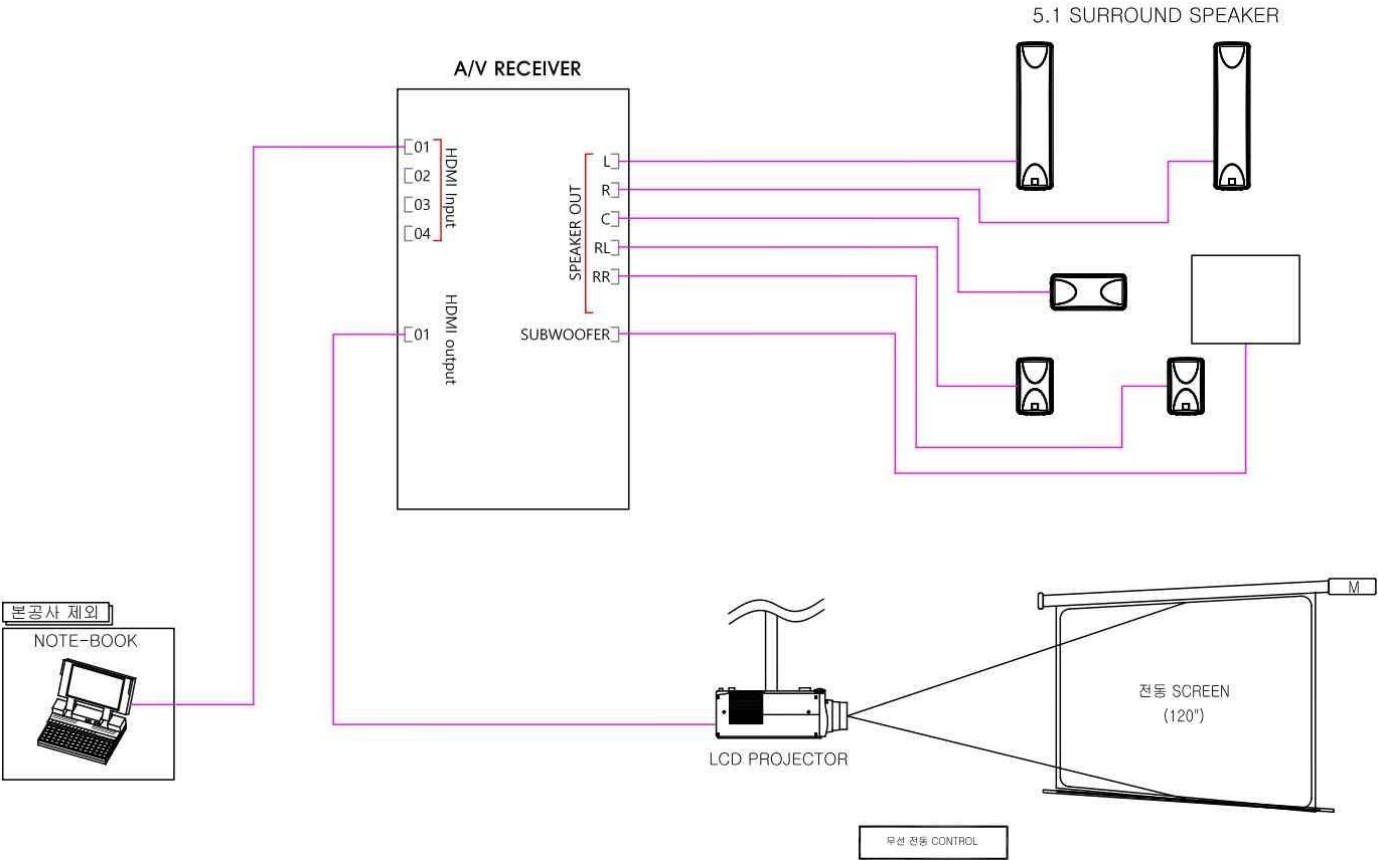 5.1 SURROUND SPEAKER
A/V RECEIVER
01
02
03
04
HDMI Input
01
HDMI output
SPEAKER OUT
L
R
C
RL
RR
SUBWOOFER
본공사 제외
NOTE-BOOK
LCD PROJECTOR
M
전동 SCREEN
(120")
무선 전동 CONTROL